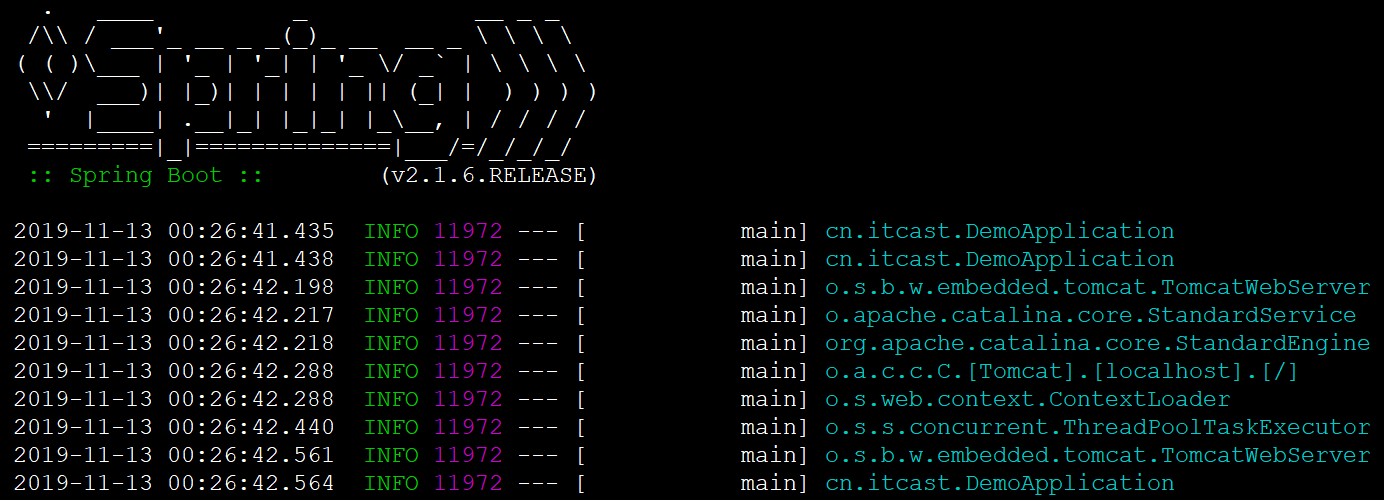 .   ____          _            __ _ _
 /\\ / ___'_ __ _ _(_)_ __  __ _ \ \ \ \
( ( )\___ | '_ | '_| | '_ \/ _` | \ \ \ \
 \\/  ___)| |_)| | | | | || (_| |  ) ) ) )
  '  |____| .__|_| |_|_| |_\__, | / / / /
 =========|_|==============|___/=/_/_/_/
 :: Spring Boot ::        (v2.1.6.RELEASE)

2019-11-13 00:26:41.435  INFO 11972 --- [           main] cn.itcast.DemoApplication
2019-11-13 00:26:41.438  INFO 11972 --- [           main] cn.itcast.DemoApplication
2019-11-13 00:26:42.198  INFO 11972 --- [           main] o.s.b.w.embedded.tomcat.TomcatWebServer
2019-11-13 00:26:42.217  INFO 11972 --- [           main] o.apache.catalina.core.StandardService
2019-11-13 00:26:42.218  INFO 11972 --- [           main] org.apache.catalina.core.StandardEngine
2019-11-13 00:26:42.288  INFO 11972 --- [           main] o.a.c.c.C.[Tomcat].[localhost].[/]
2019-11-13 00:26:42.288  INFO 11972 --- [           main] o.s.web.context.ContextLoader
2019-11-13 00:26:42.440  INFO 11972 --- [           main] o.s.s.concurrent.ThreadPoolTaskExecutor
2019-11-13 00:26:42.561  INFO 11972 --- [           main] o.s.b.w.embedded.tomcat.TomcatWebServer
2019-11-13 00:26:42.564  INFO 11972 --- [           main] cn.itcast.DemoApplication